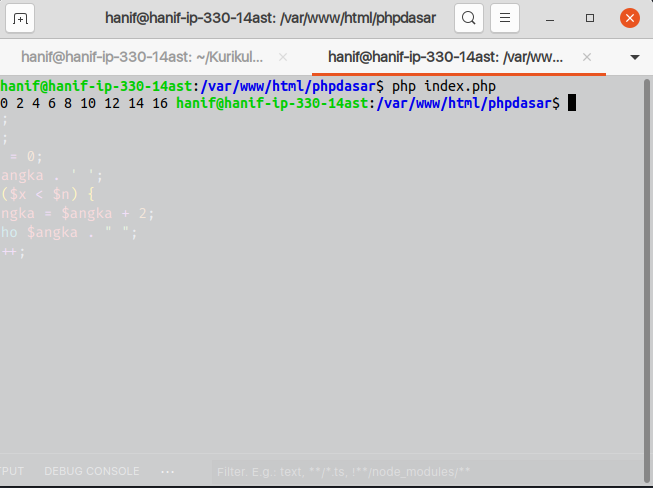 hanif@hanif-ip-330-14ast: /var/www/html/phpdasar
hanif@hanif-ip-330-14ast: ~/Kurikul...
hanif@hanif-ip-330-14ast: /var/ww...
hanif@hanif-ip-330-14ast:/var/www/html/phpdasar$ php index.php
0 2 4 6 8 10 12 14 16 hanif@hanif-ip-330-14ast:/var/www/html/phpdasar$
;
;
= 0;
angka . ' ';
($x < $n) {
ngka = $angka + 2;
ho $angka . " ";
++;
PUT DEBUG CONSOLE ...
Filter. E.g.: text, **/*.ts, !**/node_modules/**